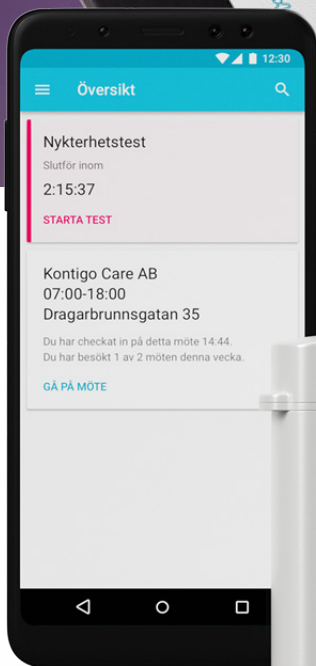 12:30
Översikt
Nykterhetstest
Slutför inom
2:15:37
STARTA TEST
Kontigo Care AB
07:00-18:00
Dragarbrunnsgatan 35
Du har checkat in på detta möte 14:44.
Du har besökt 1 av 2 möten denna vecka.
GÅ PÅ MÖTE